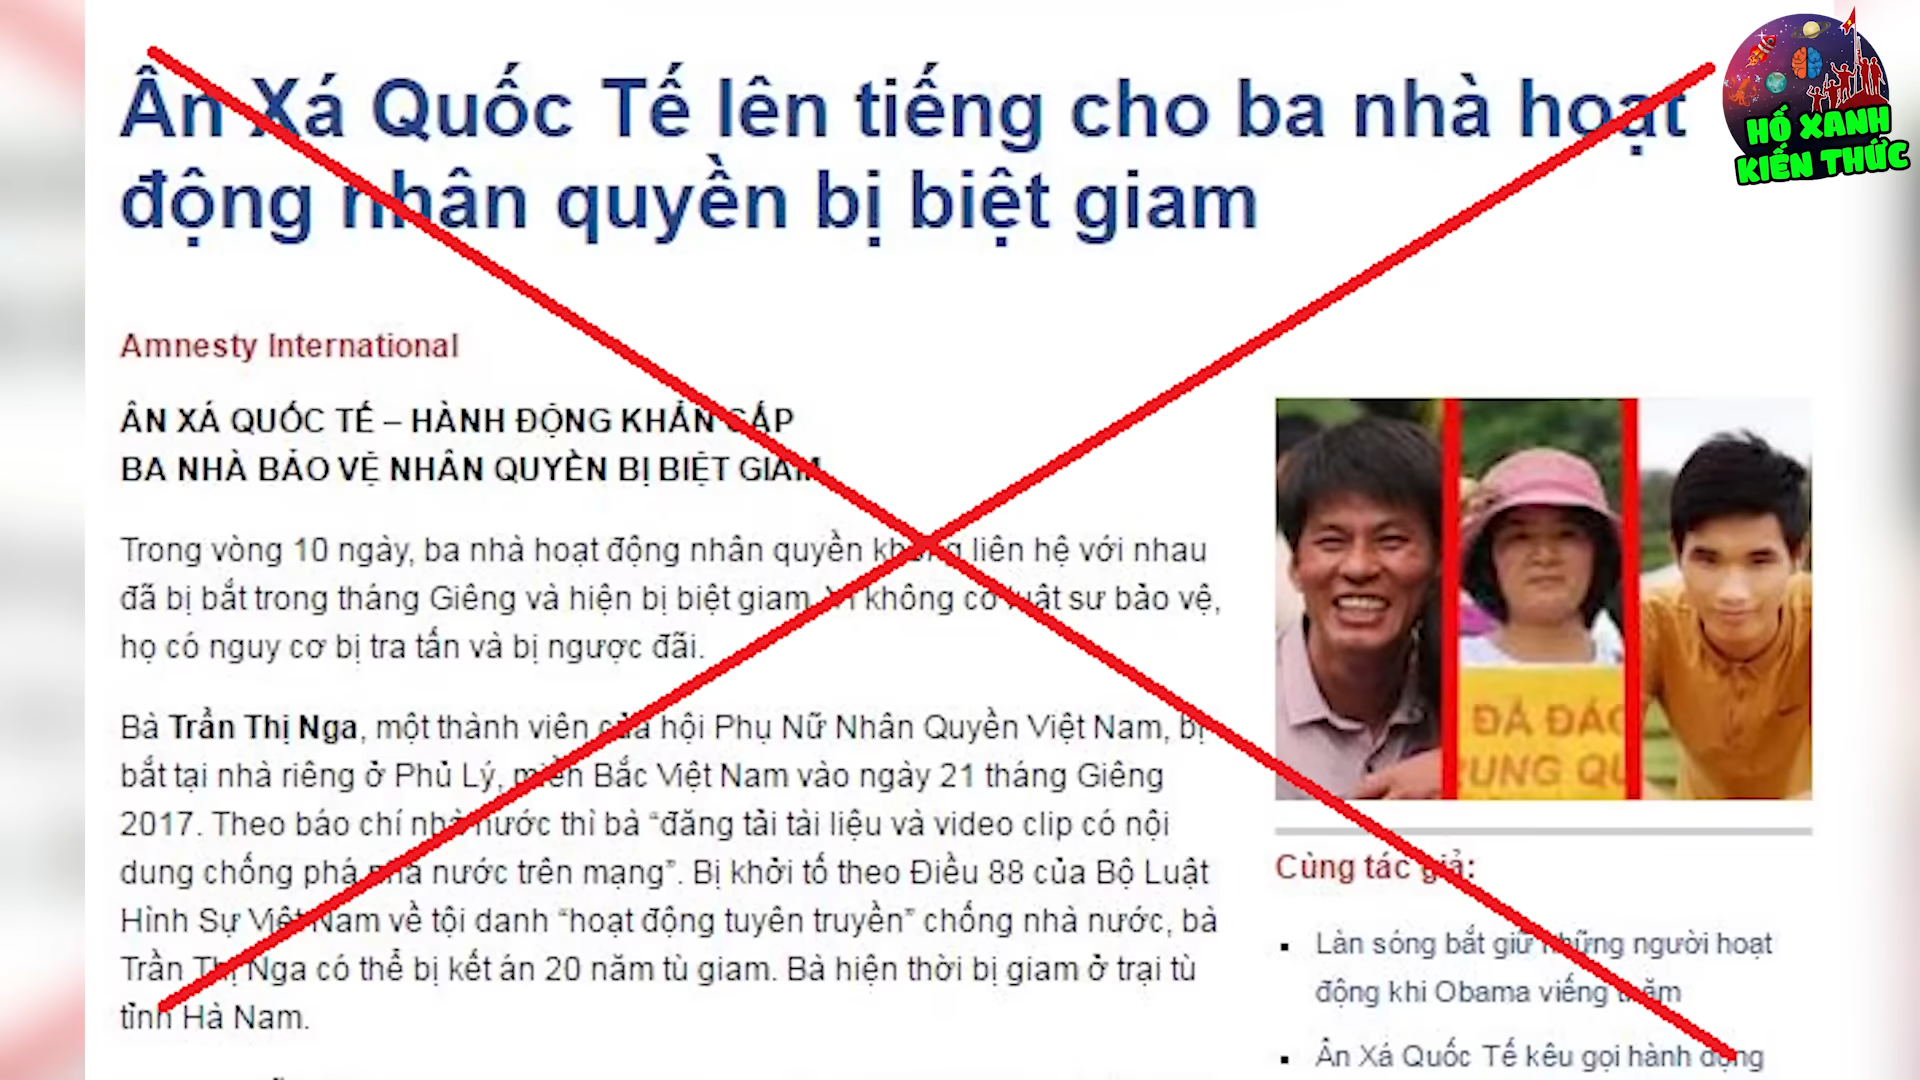 Ân Xá Quốc Tế lên tiếng cho ba nhà hoạt
động nhân quyền bị biệt giam
HỐ XANH
KIẾN THỨC
Amnesty International
ÂN XÁ QUỐC TẾ – HÀNH ĐỘNG KHẨN CẤP
BA NHÀ BẢO VỆ NHÂN QUYỀN BỊ BIỆT GIAM
Trong vòng 10 ngày, ba nhà hoạt động nhân quyền không liên hệ với nhau
đã bị bắt trong tháng Giêng và hiện bị biệt giam. Vì không có luật sư bảo vệ,
họ có nguy cơ bị tra tấn và bị ngược đãi.
Bà Trần Thị Nga, một thành viên của hội Phụ Nữ Nhân Quyền Việt Nam, bị
bắt tại nhà riêng ở Phủ Lý, miền Bắc Việt Nam vào ngày 21 tháng Giêng
2017. Theo báo chí nhà nước thì bà “đăng tải tài liệu và video clip có nội
dung chống phá nhà nước trên mạng”. Bị khởi tố theo Điều 88 của Bộ Luật
Hình Sự Việt Nam về tội danh “hoạt động tuyên truyền” chống nhà nước, bà
Trần Thị Nga có thể bị kết án 20 năm tù giam. Bà hiện thời bị giam ở trại tù
tỉnh Hà Nam.
ĐẢ ĐẢO
TRUNG QU
Cùng tác giả:
Làn sóng bắt giữ những người hoạt
động khi Obama viếng thăm
Ân Xá Quốc Tế kêu gọi hành động